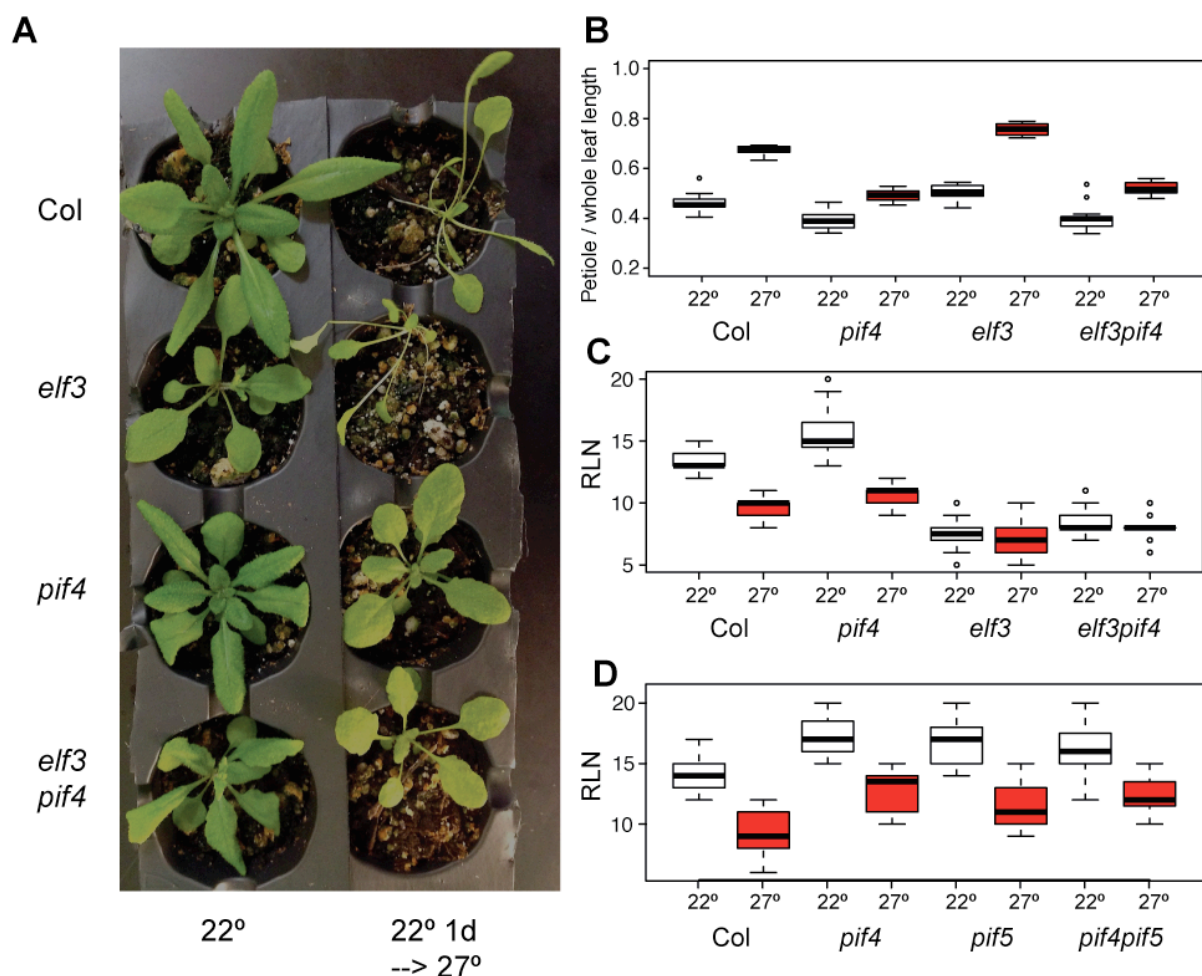 A
Col
elf3
pif4
elf3
pif4
22º
22º 1d
--> 27º
B
Petiole / whole leaf length
1.0
0.8
0.6
0.4
0.2
22º 27º 22º 27º 22º 27º 22º 27º
Col pif4 elf3 elf3pif4
C
RLN
20
15
10
5
22º 27º 22º 27º 22º 27º 22º 27º
Col pif4 elf3 elf3pif4
D
RLN
20
15
10
22º 27º 22º 27º 22º 27º 22º 27º
Col pif4 pif5 pif4pif5